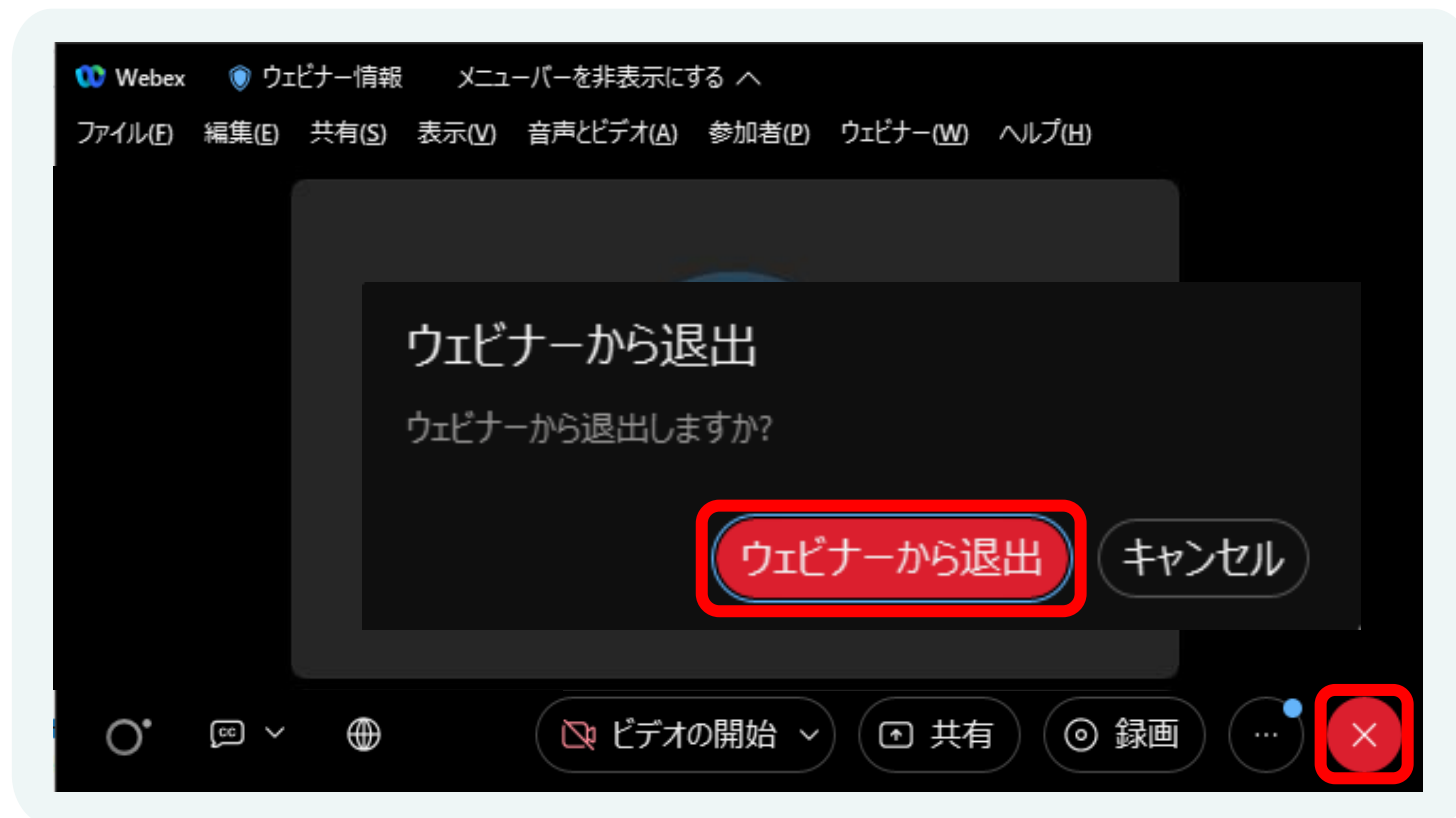 Webex ウェビナー情報 メニューバーを非表示にする
ファイル(F) 編集(E) 共有(S) 表示(V) 音声とビデオ(A) 参加者(P) ウェビナー(W) ヘルプ(H)
ウェビナーから退出
ウェビナーから退出しますか?
ウェビナーから退出 キャンセル
CC ビデオの開始 共有 録画 …